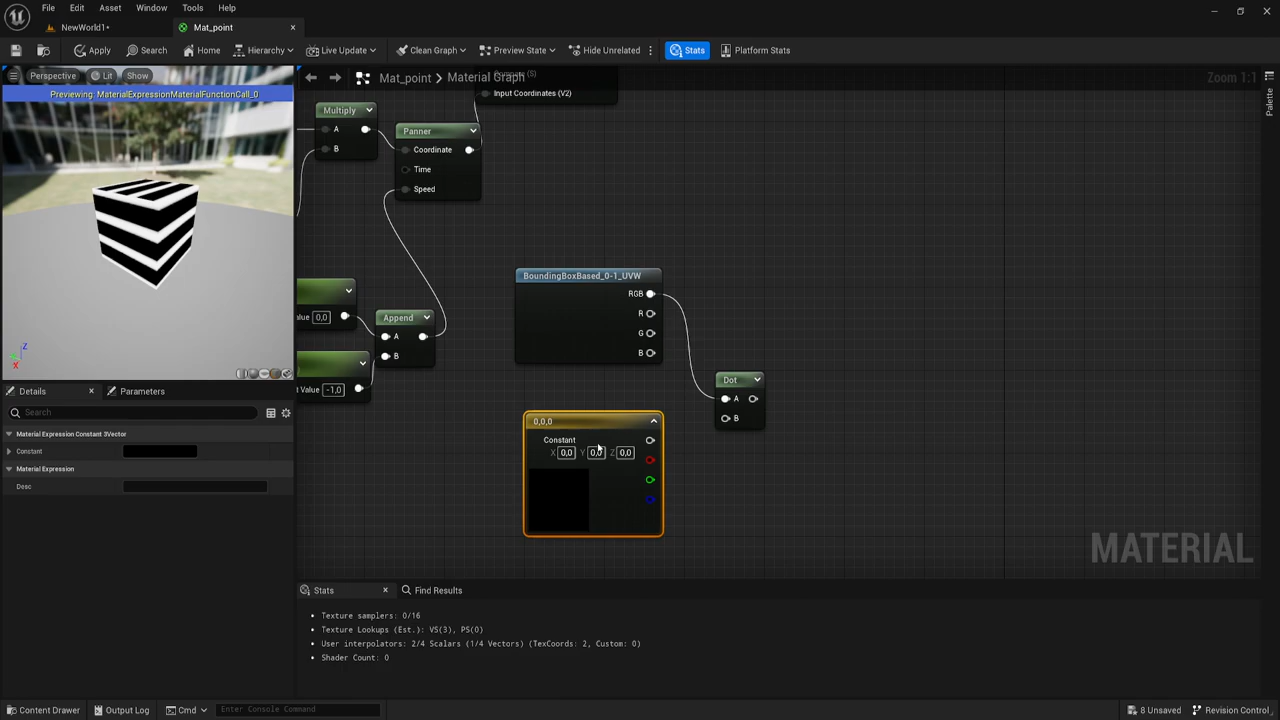 File Edit Asset Window Tools Help
NewWorld1*
Mat_point
Apply Search Home Hierarchy Live Update Clean Graph Preview State Hide Unrelated Stats Platform Stats
Perspective Lit Show
Previewing: MaterialExpressionMaterialFunctionCall_0
Z
X
Mat_point > Material Graph
Zoom 1:1
Palette
Input Coordinates (V2)
Multiply
A
B
Panner
Coordinate
Time
Speed
BoundingBoxBased_0-1_UVW
RGB
R
G
B
alue 0,0
Append
A
B
t Value -1,0
Dot
A
B
0,0,0
Constant
X 0,0 Y 0,0 Z 0,0
MATERIAL
Details Parameters
Search
Material Expression Constant 3Vector
Constant
Material Expression
Desc
Stats Find Results
• Texture samplers: 0/16
• Texture Lookups (Est.): VS(3), PS(0)
• User interpolators: 2/4 Scalars (1/4 Vectors) (TexCoords: 2, Custom: 0)
• Shader Count: 0
Content Drawer Output Log Cmd Enter Console Command 8 Unsaved Revision Control